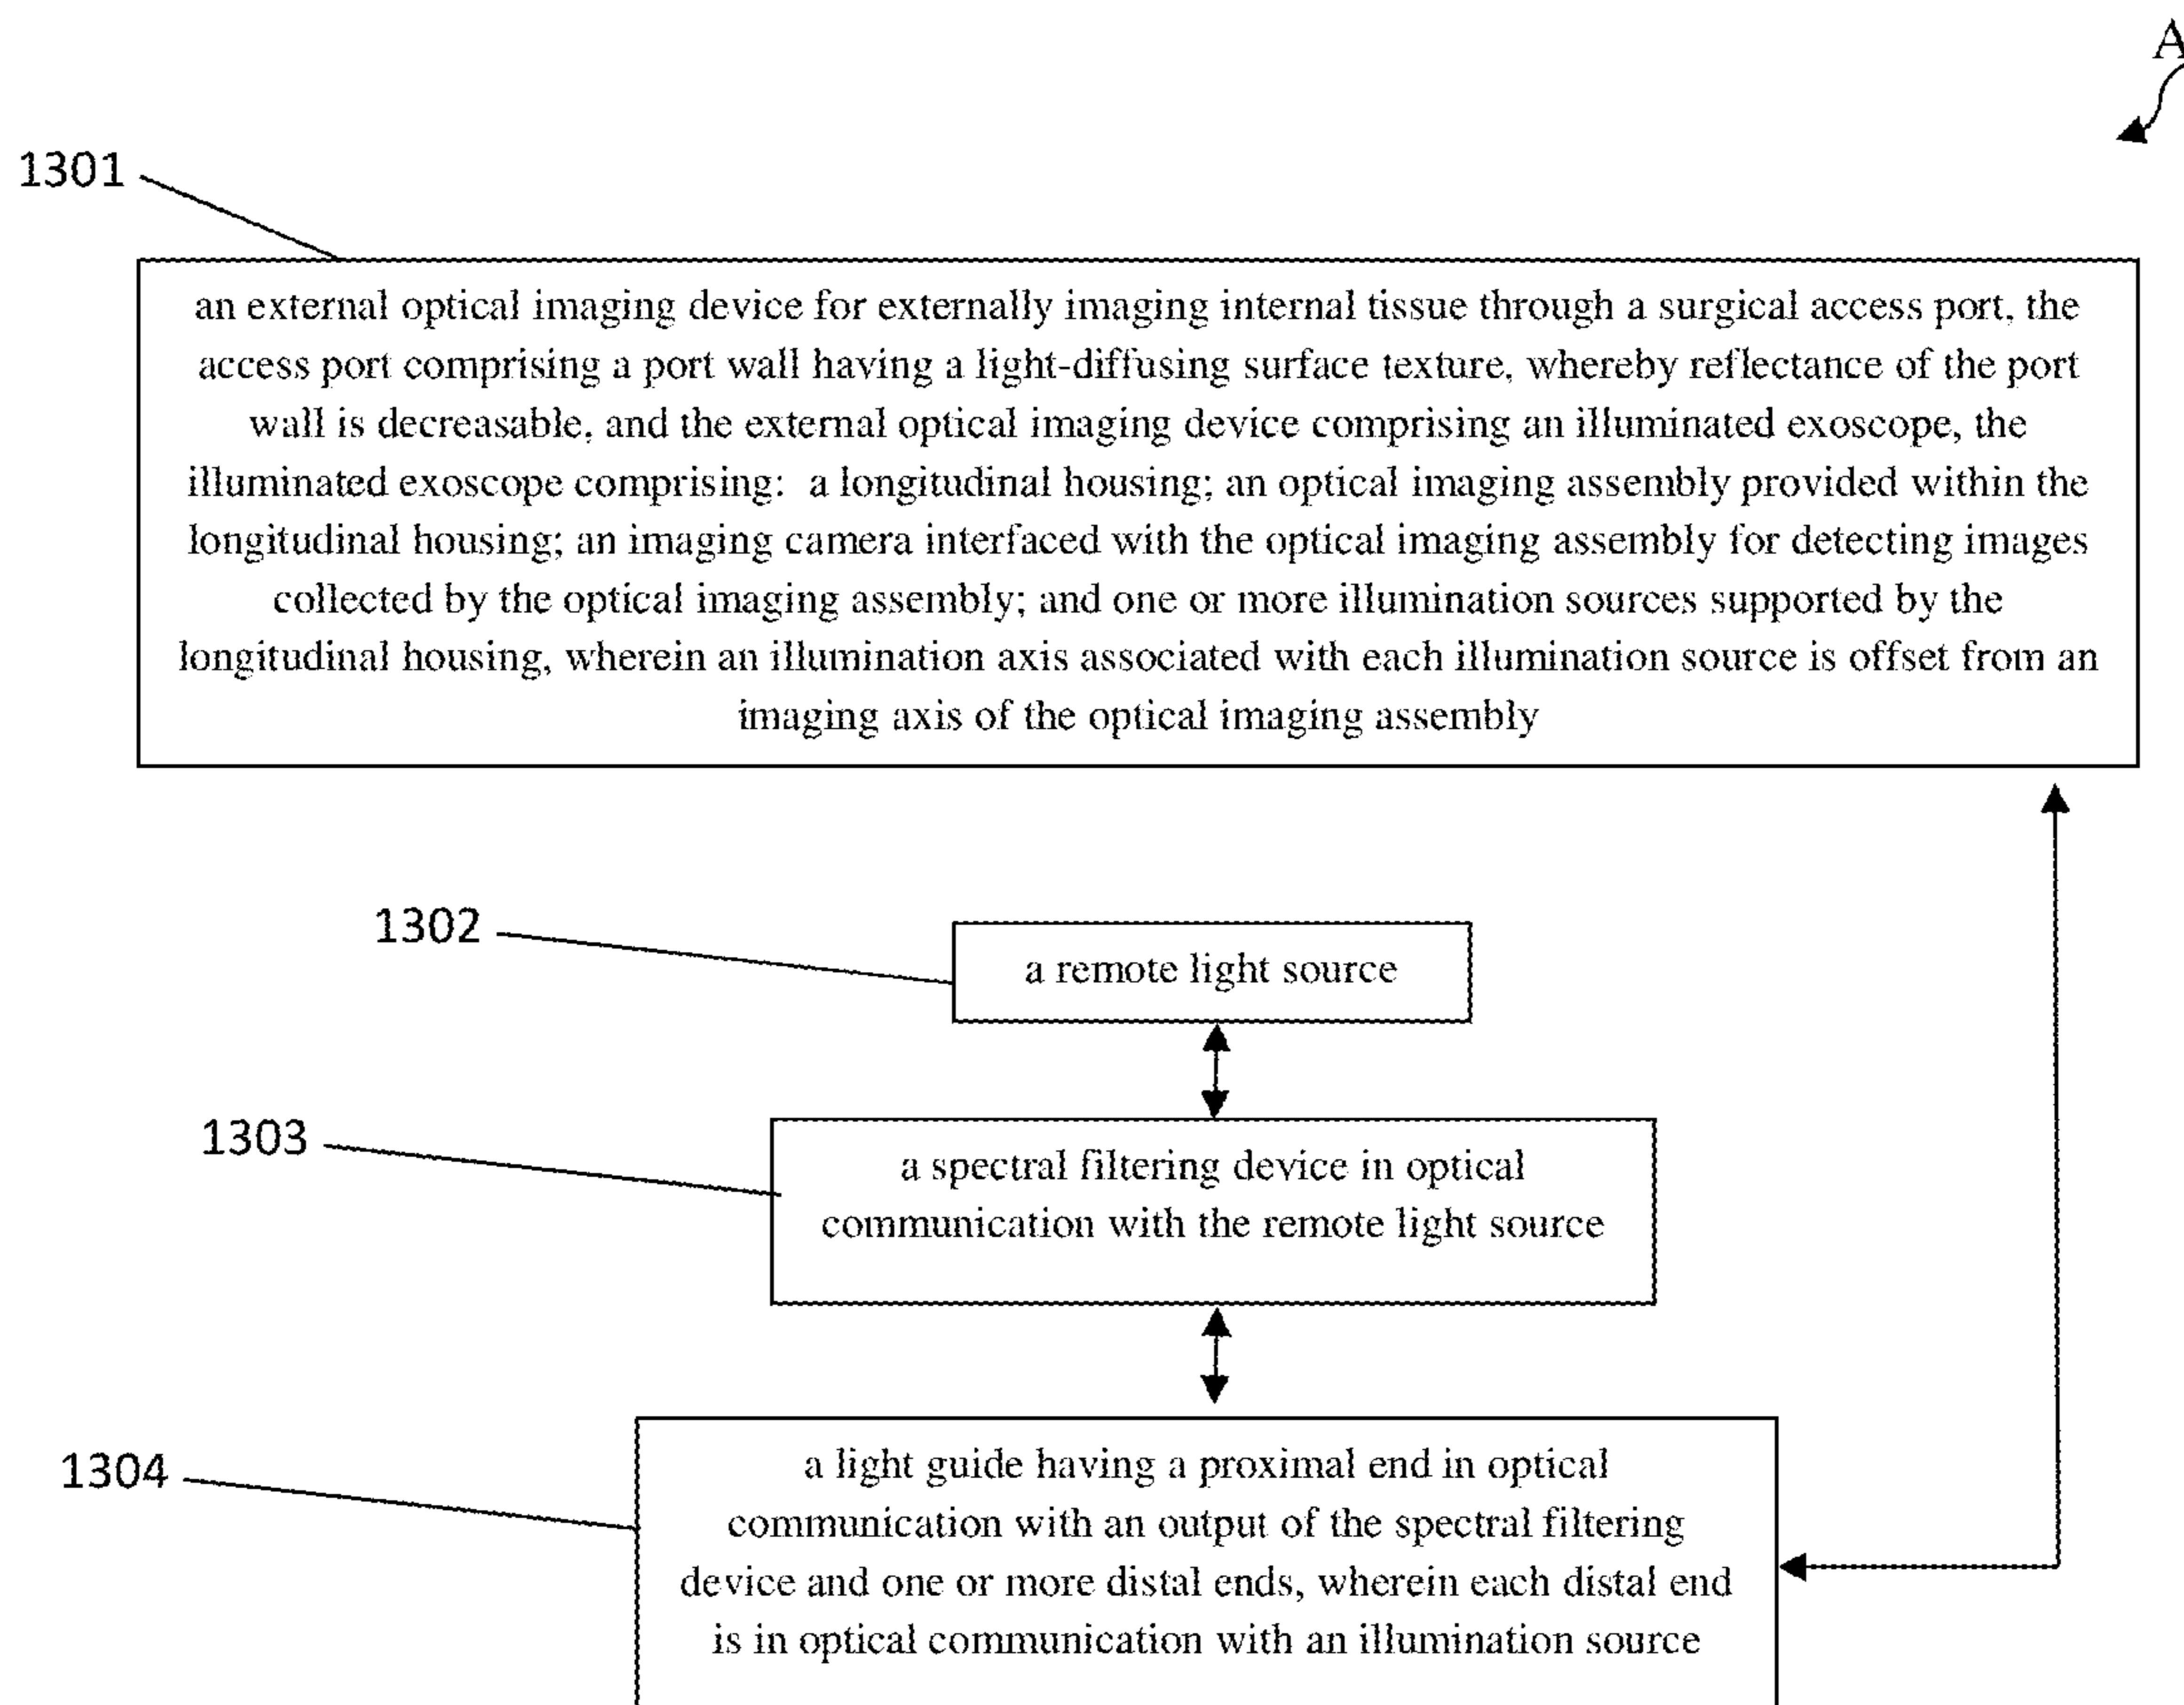 A
1301
an external optical imaging device for externally imaging internal tissue through a surgical access port, the
access port comprising a port wall having a light-diffusing surface texture, whereby reflectance of the port
wall is decreasable, and the external optical imaging device comprising an illuminated exoscope, the
illuminated exoscope comprising: a longitudinal housing; an optical imaging assembly provided within the
longitudinal housing; an imaging camera interfaced with the optical imaging assembly for detecting images
collected by the optical imaging assembly; and one or more illumination sources supported by the
longitudinal housing, wherein an illumination axis associated with each illumination source is offset from an
imaging axis of the optical imaging assembly
1302
a remote light source
1303
a spectral filtering device in optical
communication with the remote light source
1304
a light guide having a proximal end in optical
communication with an output of the spectral filtering
device and one or more distal ends, wherein each distal end
is in optical communication with an illumination source